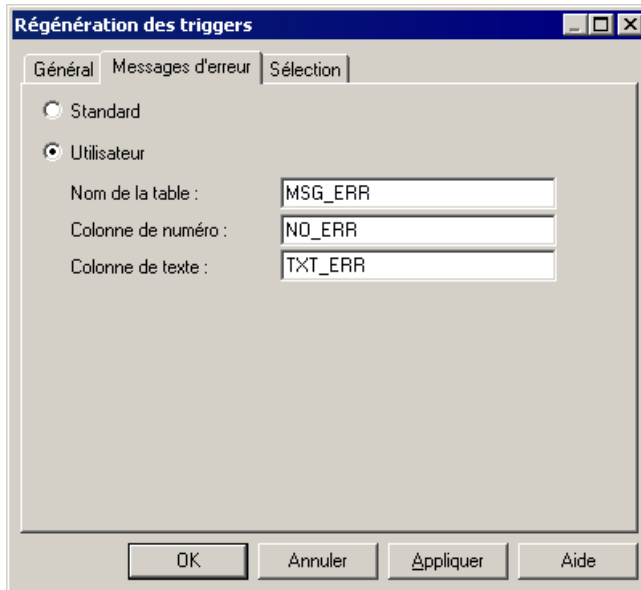 Régénération des triggers
Général Messages d'erreur Sélection
Standard
Utilisateur
Nom de la table : MSG_ERR
Colonne de numéro : NO_ERR
Colonne de texte : TXT_ERR
OK Annuler Appliquer Aide